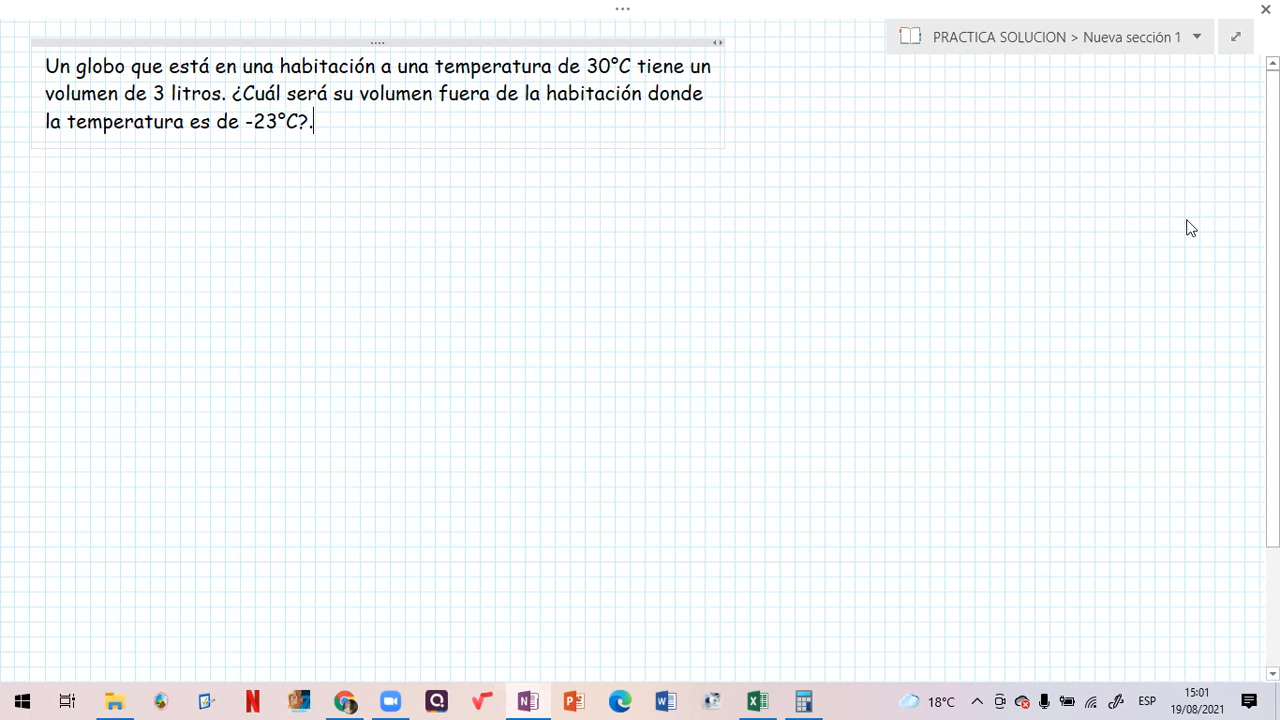 PRACTICA SOLUCION > Nueva sección 1
Un globo que está en una habitación a una temperatura de 30°C tiene un
volumen de 3 litros. ¿Cuál será su volumen fuera de la habitación donde
la temperatura es de -23°C?.
18°C
ESP
19/08/2021